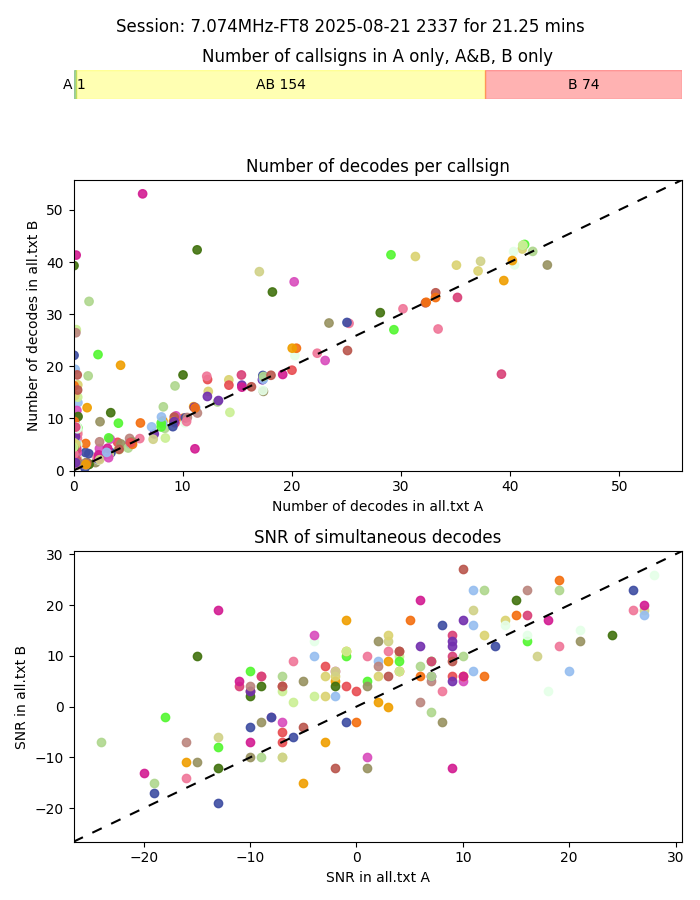 Session: 7.074MHz-FT8 2025-08-21 2337 for 21.25 mins
Number of callsigns in A only, A&B, B only
A 1 AB 154 B 74
Number of decodes per callsign
Number of decodes in all.txt B
50
40
30
20
10
0
0 10 20 30 40 50
Number of decodes in all.txt A
SNR of simultaneous decodes
SNR in all.txt B
30
20
10
0
−10
−20
−20 −10 0 10 20 30
SNR in all.txt A